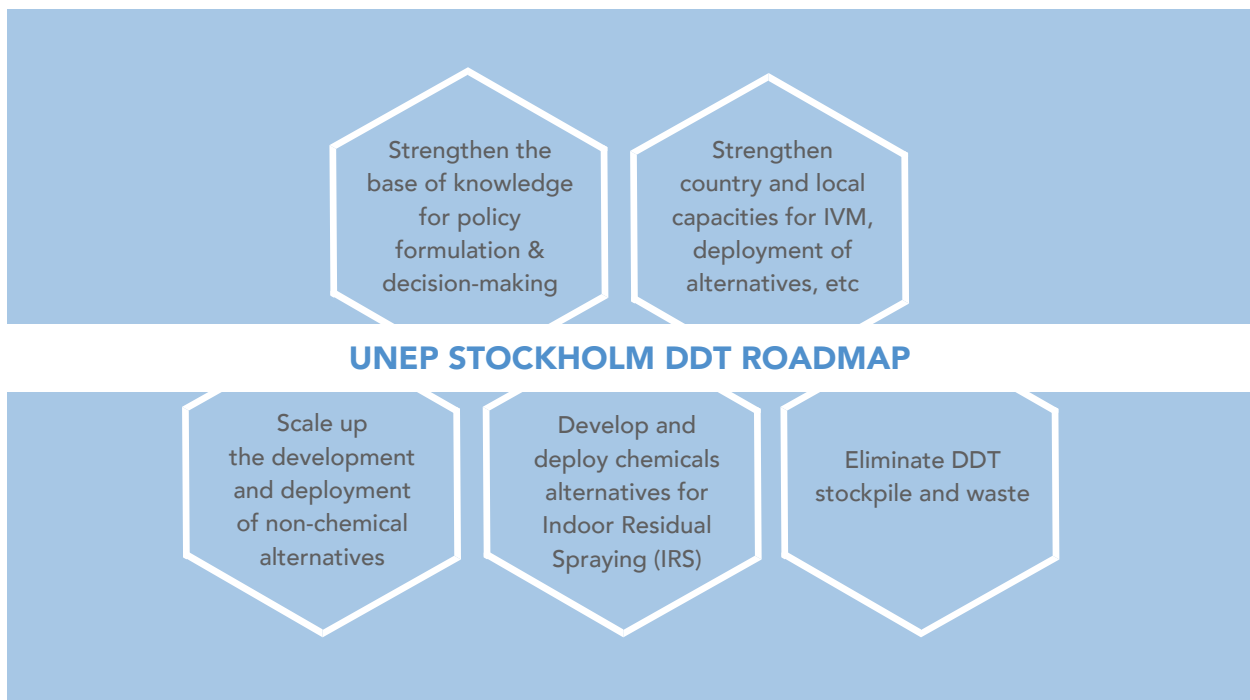 Strengthen the
base of knowledge
for policy
formulation &
decision-making
Strengthen
country and local
capacities for IVM,
deployment of
alternatives, etc
UNEP STOCKHOLM DDT ROADMAP
Scale up
the development
and deployment
of non-chemical
alternatives
Develop and
deploy chemicals
alternatives for
Indoor Residual
Spraying (IRS)
Eliminate DDT
stockpile and waste